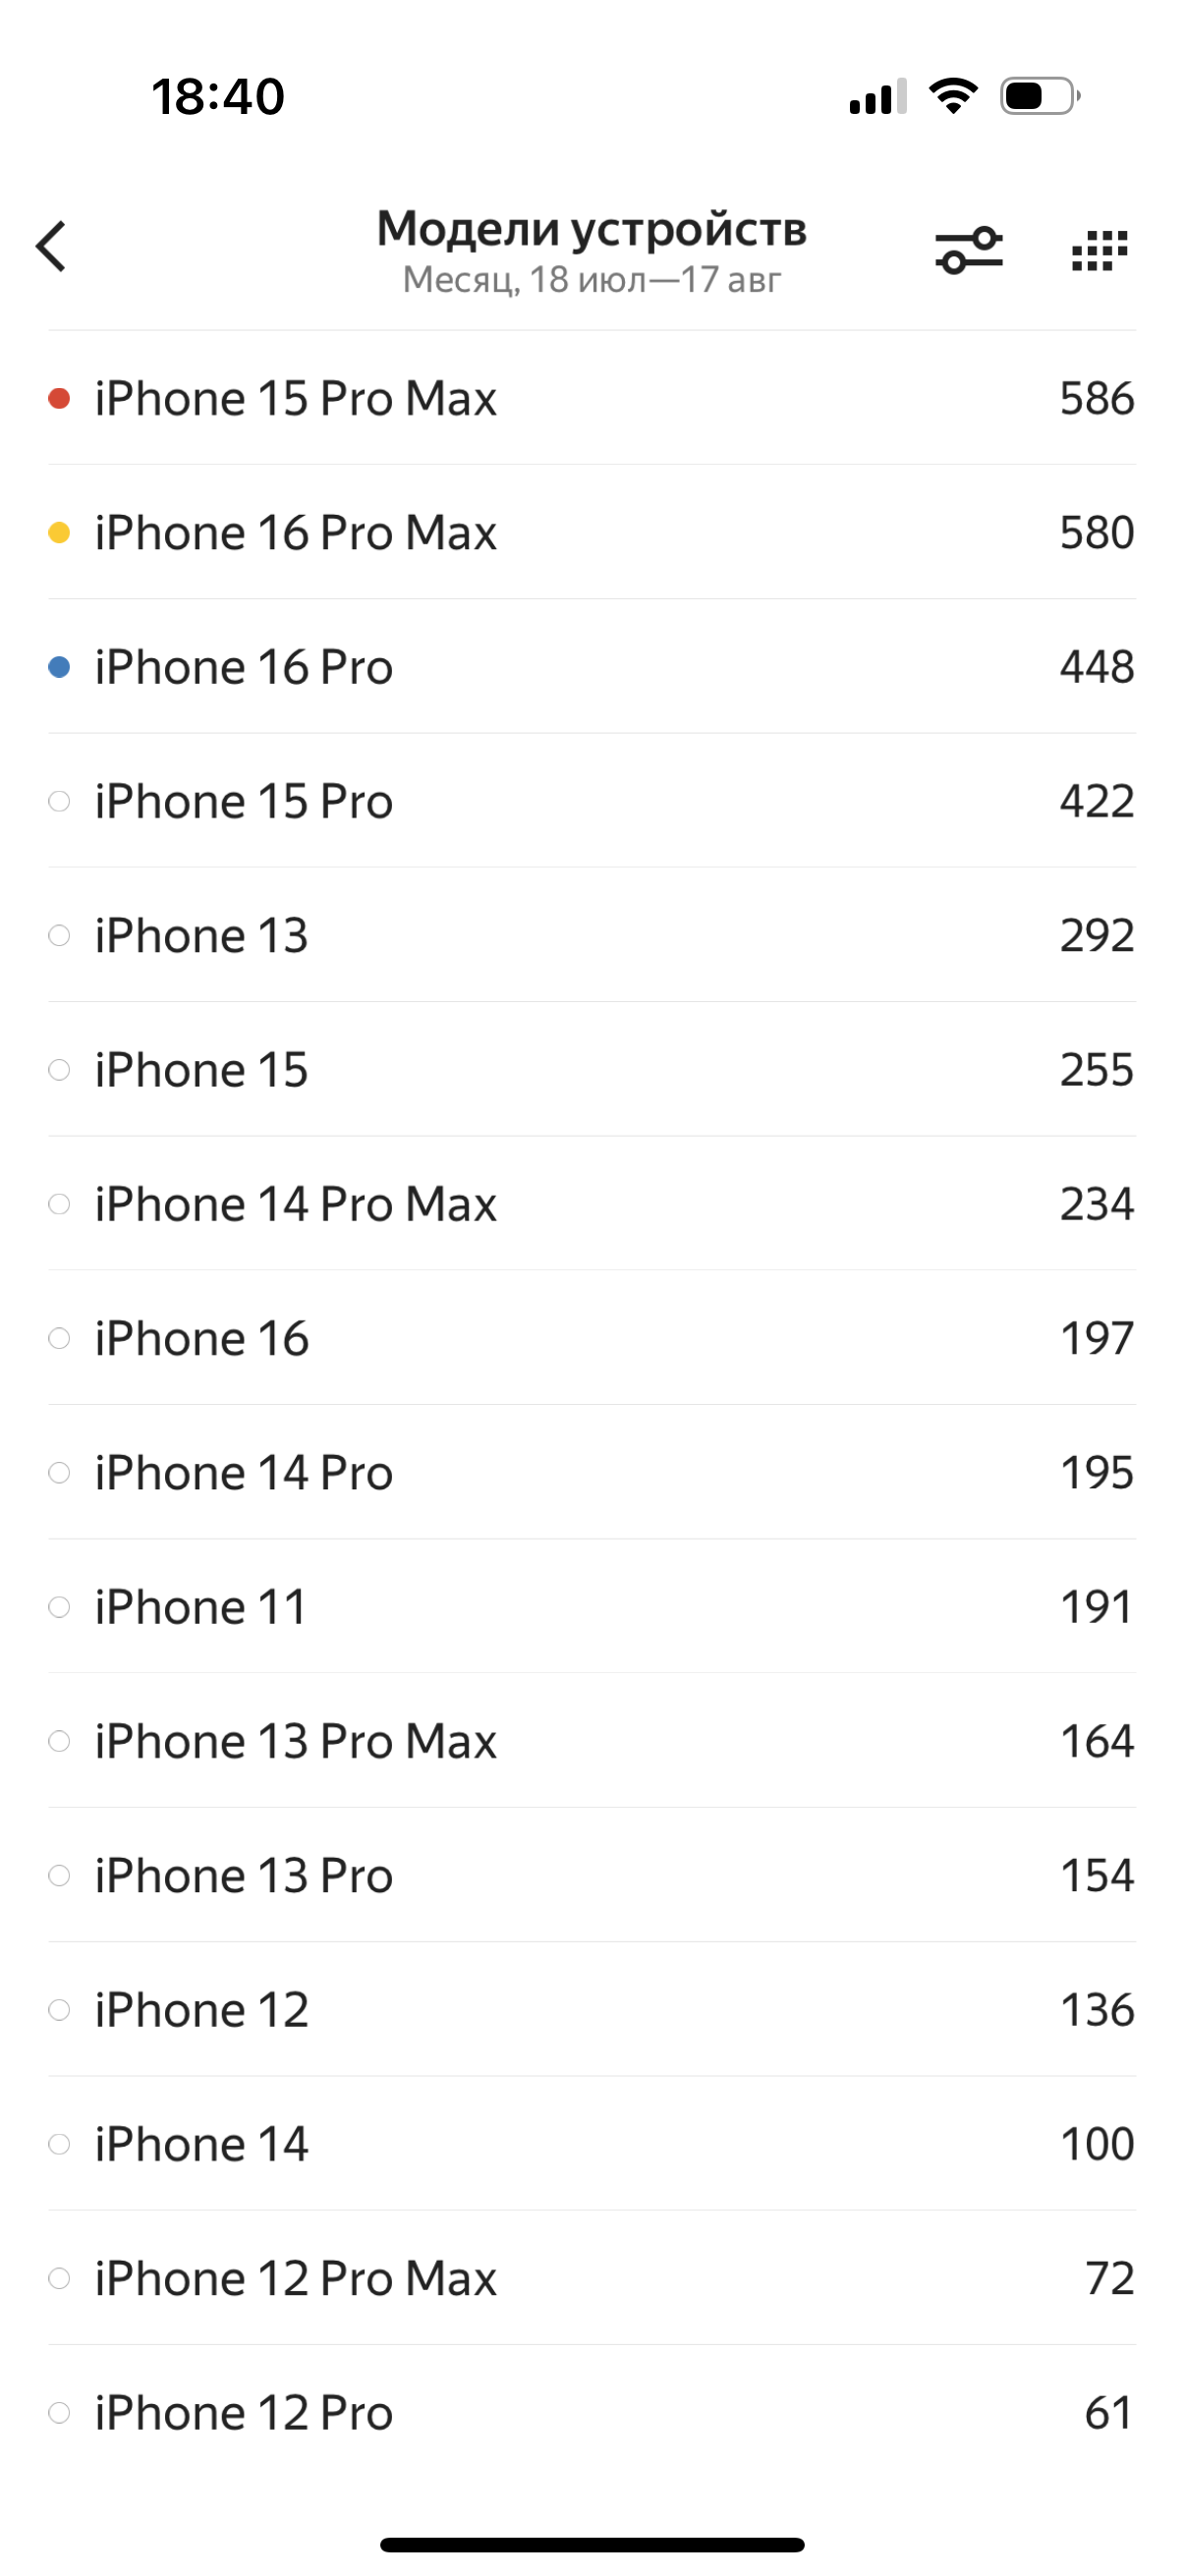 18:40
Модели устройств
Месяц, 18 июл—17 авг
iPhone 15 Pro Max 586
iPhone 16 Pro Max 580
iPhone 16 Pro 448
iPhone 15 Pro 422
iPhone 13 292
iPhone 15 255
iPhone 14 Pro Max 234
iPhone 16 197
iPhone 14 Pro 195
iPhone 11 191
iPhone 13 Pro Max 164
iPhone 13 Pro 154
iPhone 12 136
iPhone 14 100
iPhone 12 Pro Max 72
iPhone 12 Pro 61